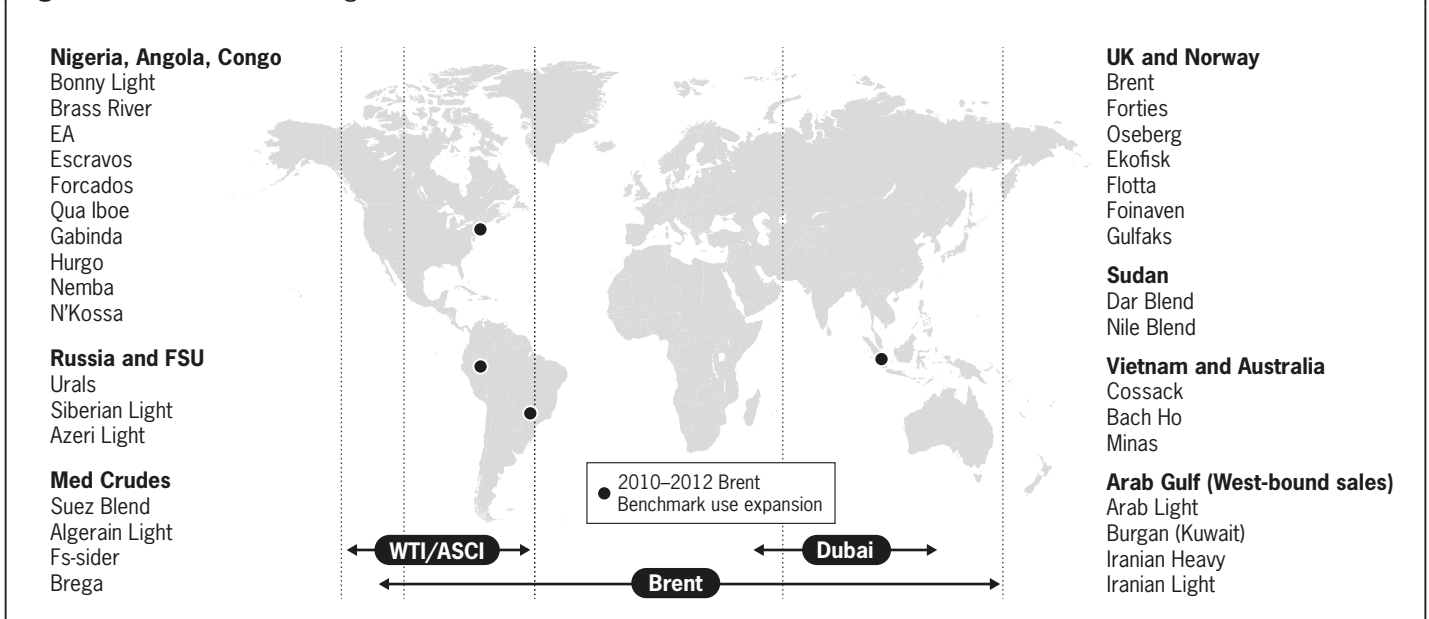 Nigeria, Angola, Congo
Bonny Light
Brass River
EA
Escravos
Forcados
Qua Iboe
Gabinda
Hurgo
Nemba
N'Kossa
Russia and FSU
Urals
Siberian Light
Azeri Light
Med Crudes
Suez Blend
Algerain Light
Fs-sider
Brega
2010–2012 Brent
Benchmark use expansion
WTI/ASCI
Dubai
Brent
UK and Norway
Brent
Forties
Oseberg
Ekofisk
Flotta
Foinaven
Gulfaks
Sudan
Dar Blend
Nile Blend
Vietnam and Australia
Cossack
Bach Ho
Minas
Arab Gulf (West-bound sales)
Arab Light
Burgan (Kuwait)
Iranian Heavy
Iranian Light